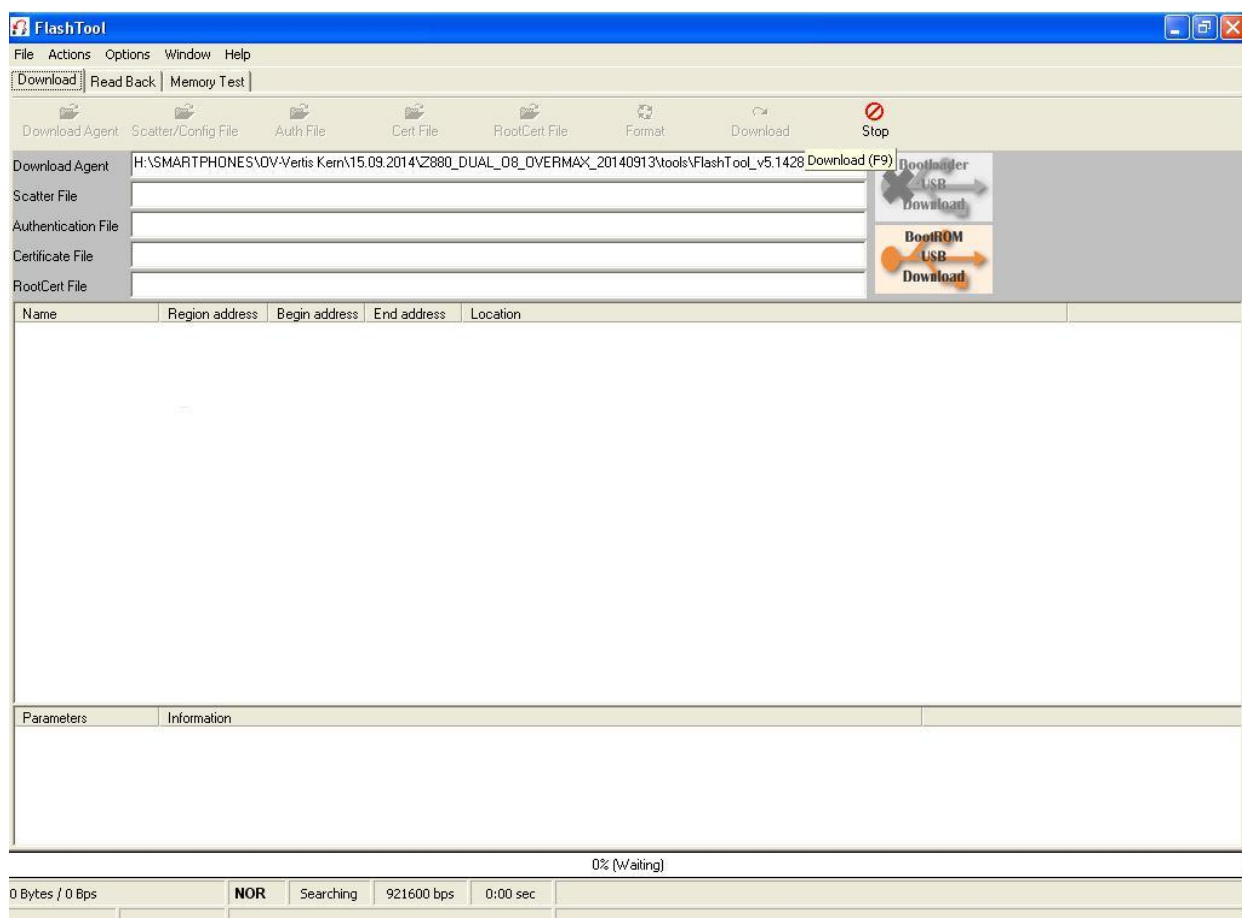 FlashTool
File Actions Options Window Help
Download Read Back Memory Test
Download Agent Scatter/Config File Auth File Cert File RootCert File Format Download Stop
Download Agent H:\SMARTPHONES\OV-Vertis Kern\15.09.2014\Z880_DUAL_O8_OVERMAX_20140913\tools\FlashTool_v5.1428
Download (F9)
Scatter File
Authentication File
Certificate File
RootCert File
Bootloader
USB
Download
BootROM
USB
Download
Name Region address Begin address End address Location
Parameters Information
0% (Waiting)
0 Bytes / 0 Bps NOR Searching 921600 bps 0:00 sec